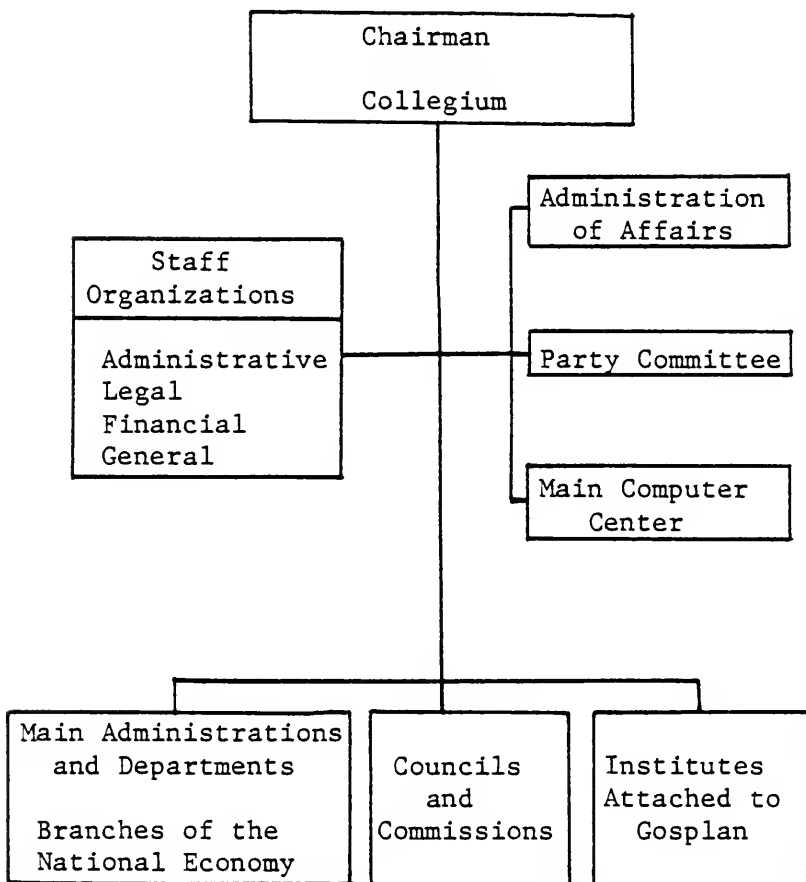 Chairman
Collegium
Administration
of Affairs
Staff
Organizations
Administrative
Legal
Financial
General
Party Committee
Main Computer
Center
Main Administrations
and Departments
Branches of the
National Economy
Councils
and
Commissions
Institutes
Attached to
Gosplan